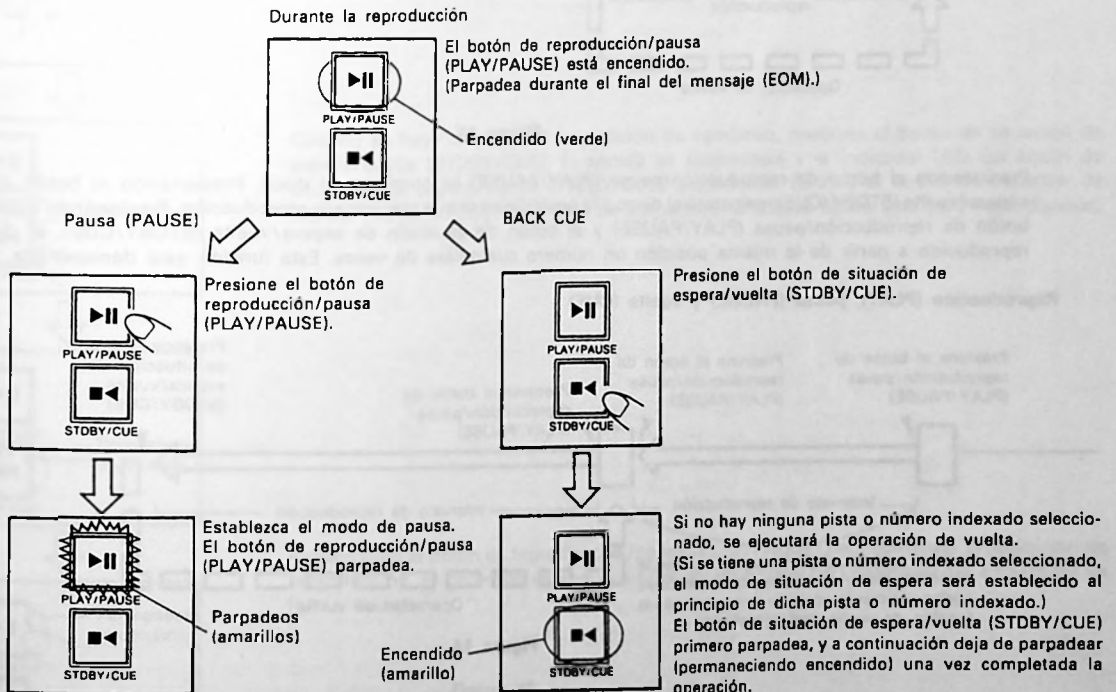 Durante la reproducción
El botón de reproducción/pausa
(PLAY/PAUSE) está encendido.
(Parpadea durante el final del mensaje (EOM).)
PLAY/PAUSE
Encendido (verde)
STDBY/CUE
Pausa (PAUSE)
BACK CUE
Presione el botón de
reproducción/pausa
(PLAY/PAUSE).
PLAY/PAUSE
STDBY/CUE
Presione el botón de situación de
espera/vuelta (STDBY/CUE).
PLAY/PAUSE
STDBY/CUE
Establezca el modo de pausa.
El botón de reproducción/pausa
(PLAY/PAUSE) parpadea.
PLAY/PAUSE
Parpadeos
(amarillos)
STDBY/CUE
Si no hay ninguna pista o número indexado seleccio-
nado, se ejecutará la operación de vuelta.
(Si se tiene una pista o número indexado seleccionado,
el modo de situación de espera será establecido al
principio de dicha pista o número indexado.)
El botón de situación de espera/vuelta (STDBY/CUE)
primero parpadea, y a continuación deja de parpadear
(permaneciendo encendido) una vez completada la
operación.
PLAY/PAUSE
Encendido
(amarillo)
STDBY/CUE